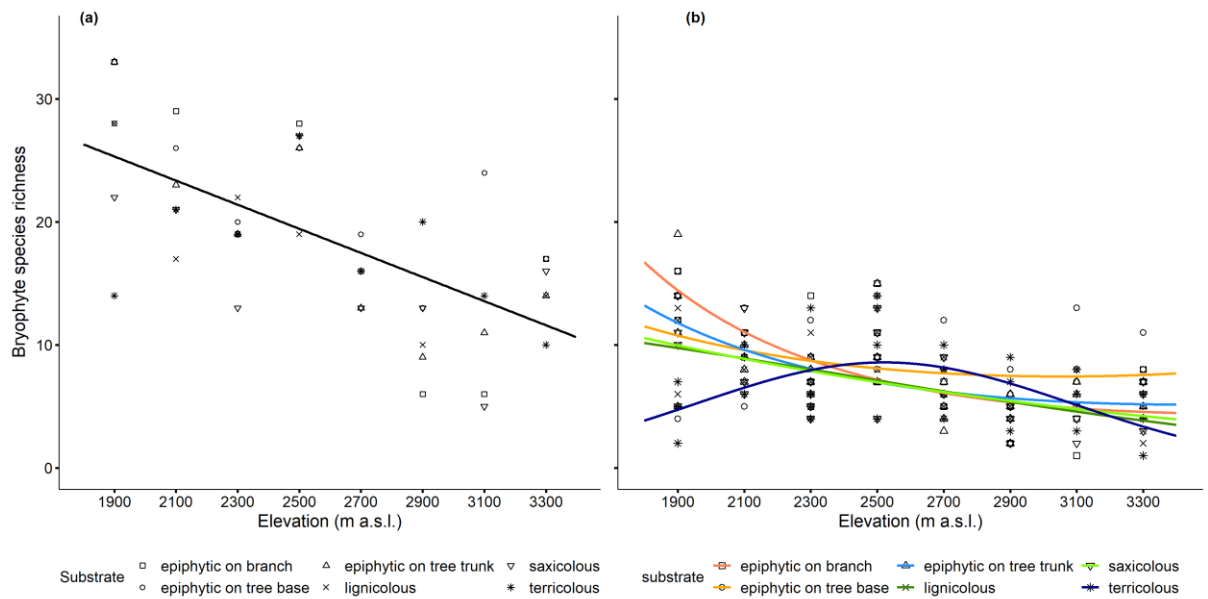 (a)
(b)
Bryophyte species richness
30
20
10
0
1900 2100 2300 2500 2700 2900 3100 3300
1900 2100 2300 2500 2700 2900 3100 3300
Elevation (m a.s.l.)
Elevation (m a.s.l.)
Substrate
epiphytic on branch
epiphytic on tree trunk
saxicolous
epiphytic on tree base
lignicolous
terricolous
substrate
epiphytic on branch
epiphytic on tree trunk
saxicolous
epiphytic on tree base
lignicolous
terricolous